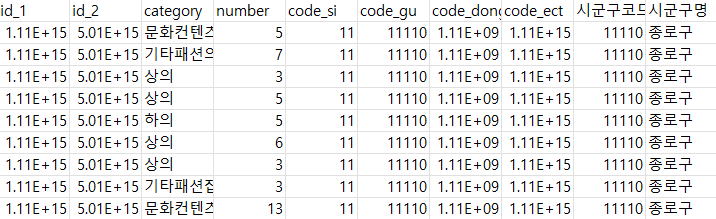 id_1 id_2 category number code_si code_gu code_dong code_ect 시군구코드 시군구명
1.11E+15 5.01E+15 문화컨텐츠 5 11 11110 1.11E+09 1.11E+15 11110 종로구
1.11E+15 5.01E+15 기타패션의 7 11 11110 1.11E+09 1.11E+15 11110 종로구
1.11E+15 5.01E+15 상의 3 11 11110 1.11E+09 1.11E+15 11110 종로구
1.11E+15 5.01E+15 상의 5 11 11110 1.11E+09 1.11E+15 11110 종로구
1.11E+15 5.01E+15 하의 5 11 11110 1.11E+09 1.11E+15 11110 종로구
1.11E+15 5.01E+15 상의 6 11 11110 1.11E+09 1.11E+15 11110 종로구
1.11E+15 5.01E+15 상의 3 11 11110 1.11E+09 1.11E+15 11110 종로구
1.11E+15 5.01E+15 기타패션잡 3 11 11110 1.11E+09 1.11E+15 11110 종로구
1.11E+15 5.01E+15 문화컨텐츠 13 11 11110 1.11E+09 1.11E+15 11110 종로구